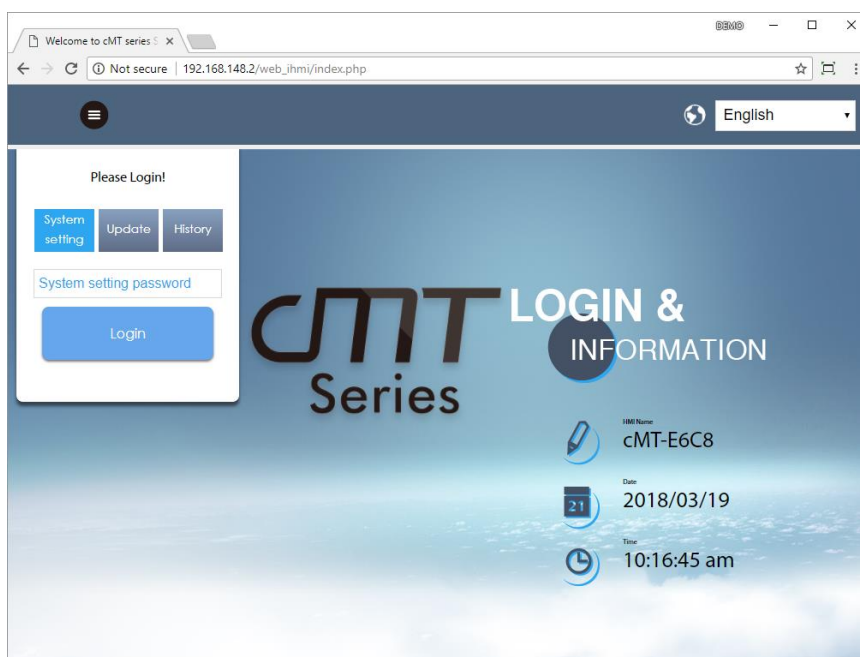 DEMO
Welcome to cMT series S
Not secure | 192.168.148.2/web_ihmi/index.php
English
Please Login!
System setting
Update
History
System setting password
Login
cMT
Series
LOGIN &
INFORMATION
HMI Name
cMT-E6C8
21
Date
2018/03/19
Time
10:16:45 am